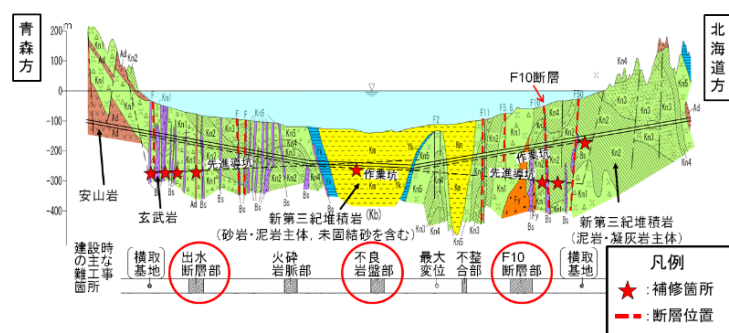 青森方
北海道方
200 m
100
0
-100
-200
-300
-400
F10断層
安山岩
玄武岩
先進導坑
作業坑
作業坑
先進導坑
新第三紀堆積岩 (Kb)
(砂岩・泥岩主体, 未固結砂を含む)
新第三紀堆積岩
(泥岩・凝灰岩主体)
建設時の主な難工事箇所
横取基地
出水断層部
火砕岩脈部
不良岩盤部
最大変位
不整合部
F10断層部
横取基地
凡例
:補修箇所
:断層位置